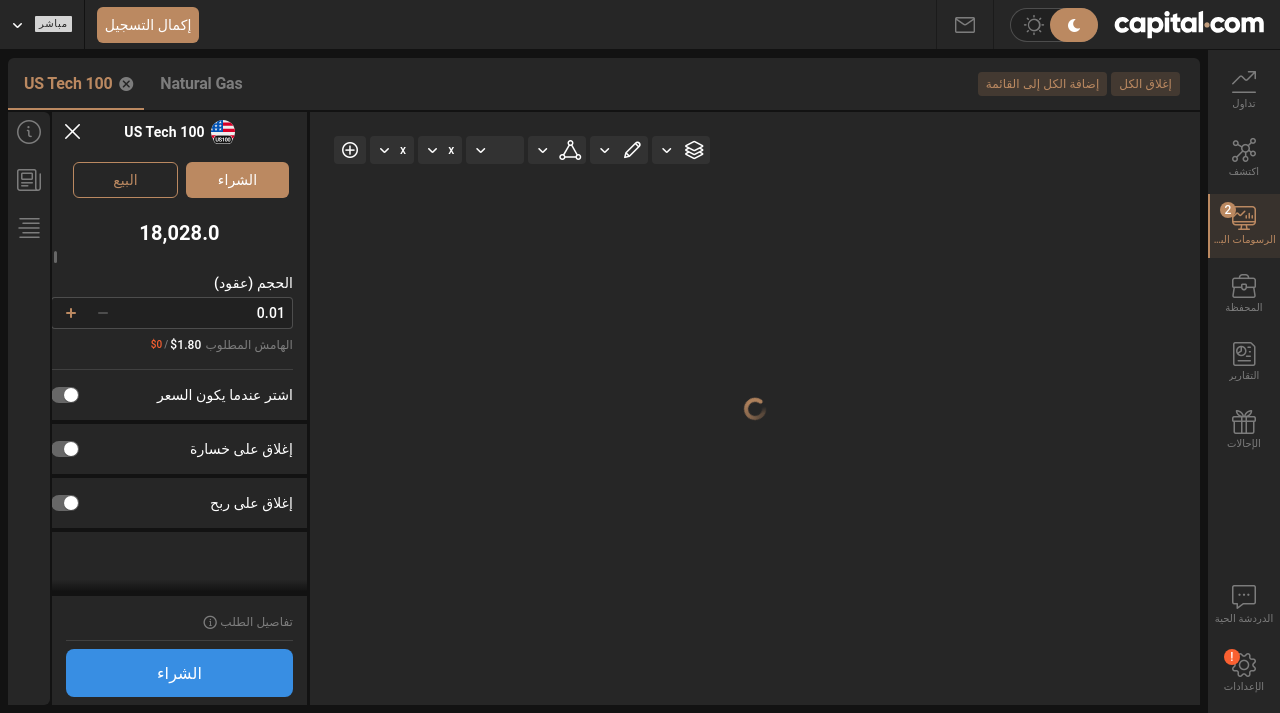 capital.com
إكمال التسجيل
مباشر
تداول
اكتشف
2
الرسومات الب...
المحفظة
التقارير
الإحالات
الدردشة الحية
!
الإعدادات
إغلاق الكل
إضافة الكل إلى القائمة
Natural Gas
US Tech 100
US100
US Tech 100
الشراء
البيع
18,028.0
الحجم (عقود)
0.01
الهامش المطلوب $1.80 / $0
اشتر عندما يكون السعر
إغلاق على خسارة
إغلاق على ربح
تفاصيل الطلب
الشراء
x
x